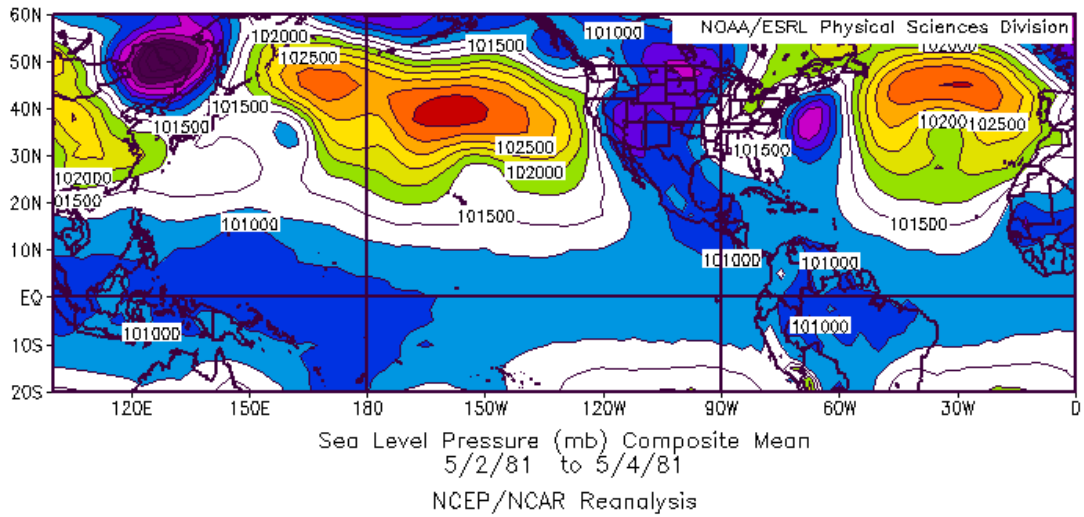 60N
50N
40N
30N
20N
10N
EQ
10S
20S
NOAA/ESRL Physical Sciences Division
102000
101500
101000
102000
102500
101500
101500
102000
102500
102500
102000
101500
102000
01500
101500
101500
101000
101000
101000
101000
101000
120E
150E
180
150W
120W
90W
60W
30W
0
Sea Level Pressure (mb) Composite Mean
5/2/81 to 5/4/81
NCEP/NCAR Reanalysis